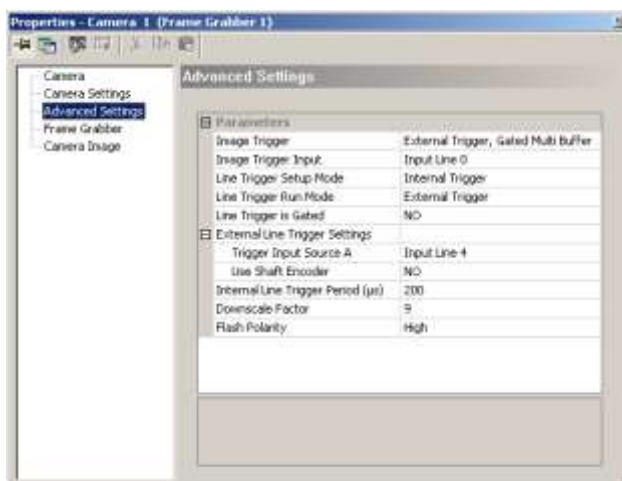 Properties - Camera 1 (Frame Grabber 1)
Camera
Camera Settings
Advanced Settings
Frame Grabber
Camera Image
Advanced Settings
Parameters
Image Trigger External Trigger, Gated Multi Buffer
Image Trigger Input Input Line 0
Line Trigger Setup Mode Internal Trigger
Line Trigger Run Mode External Trigger
Line Trigger is Gated NO
External Line Trigger Settings
Trigger Input Source A Input Line 4
Use Shaft Encoder NO
Internal Line Trigger Period (µs) 200
Downscale Factor 9
Flash Polarity High